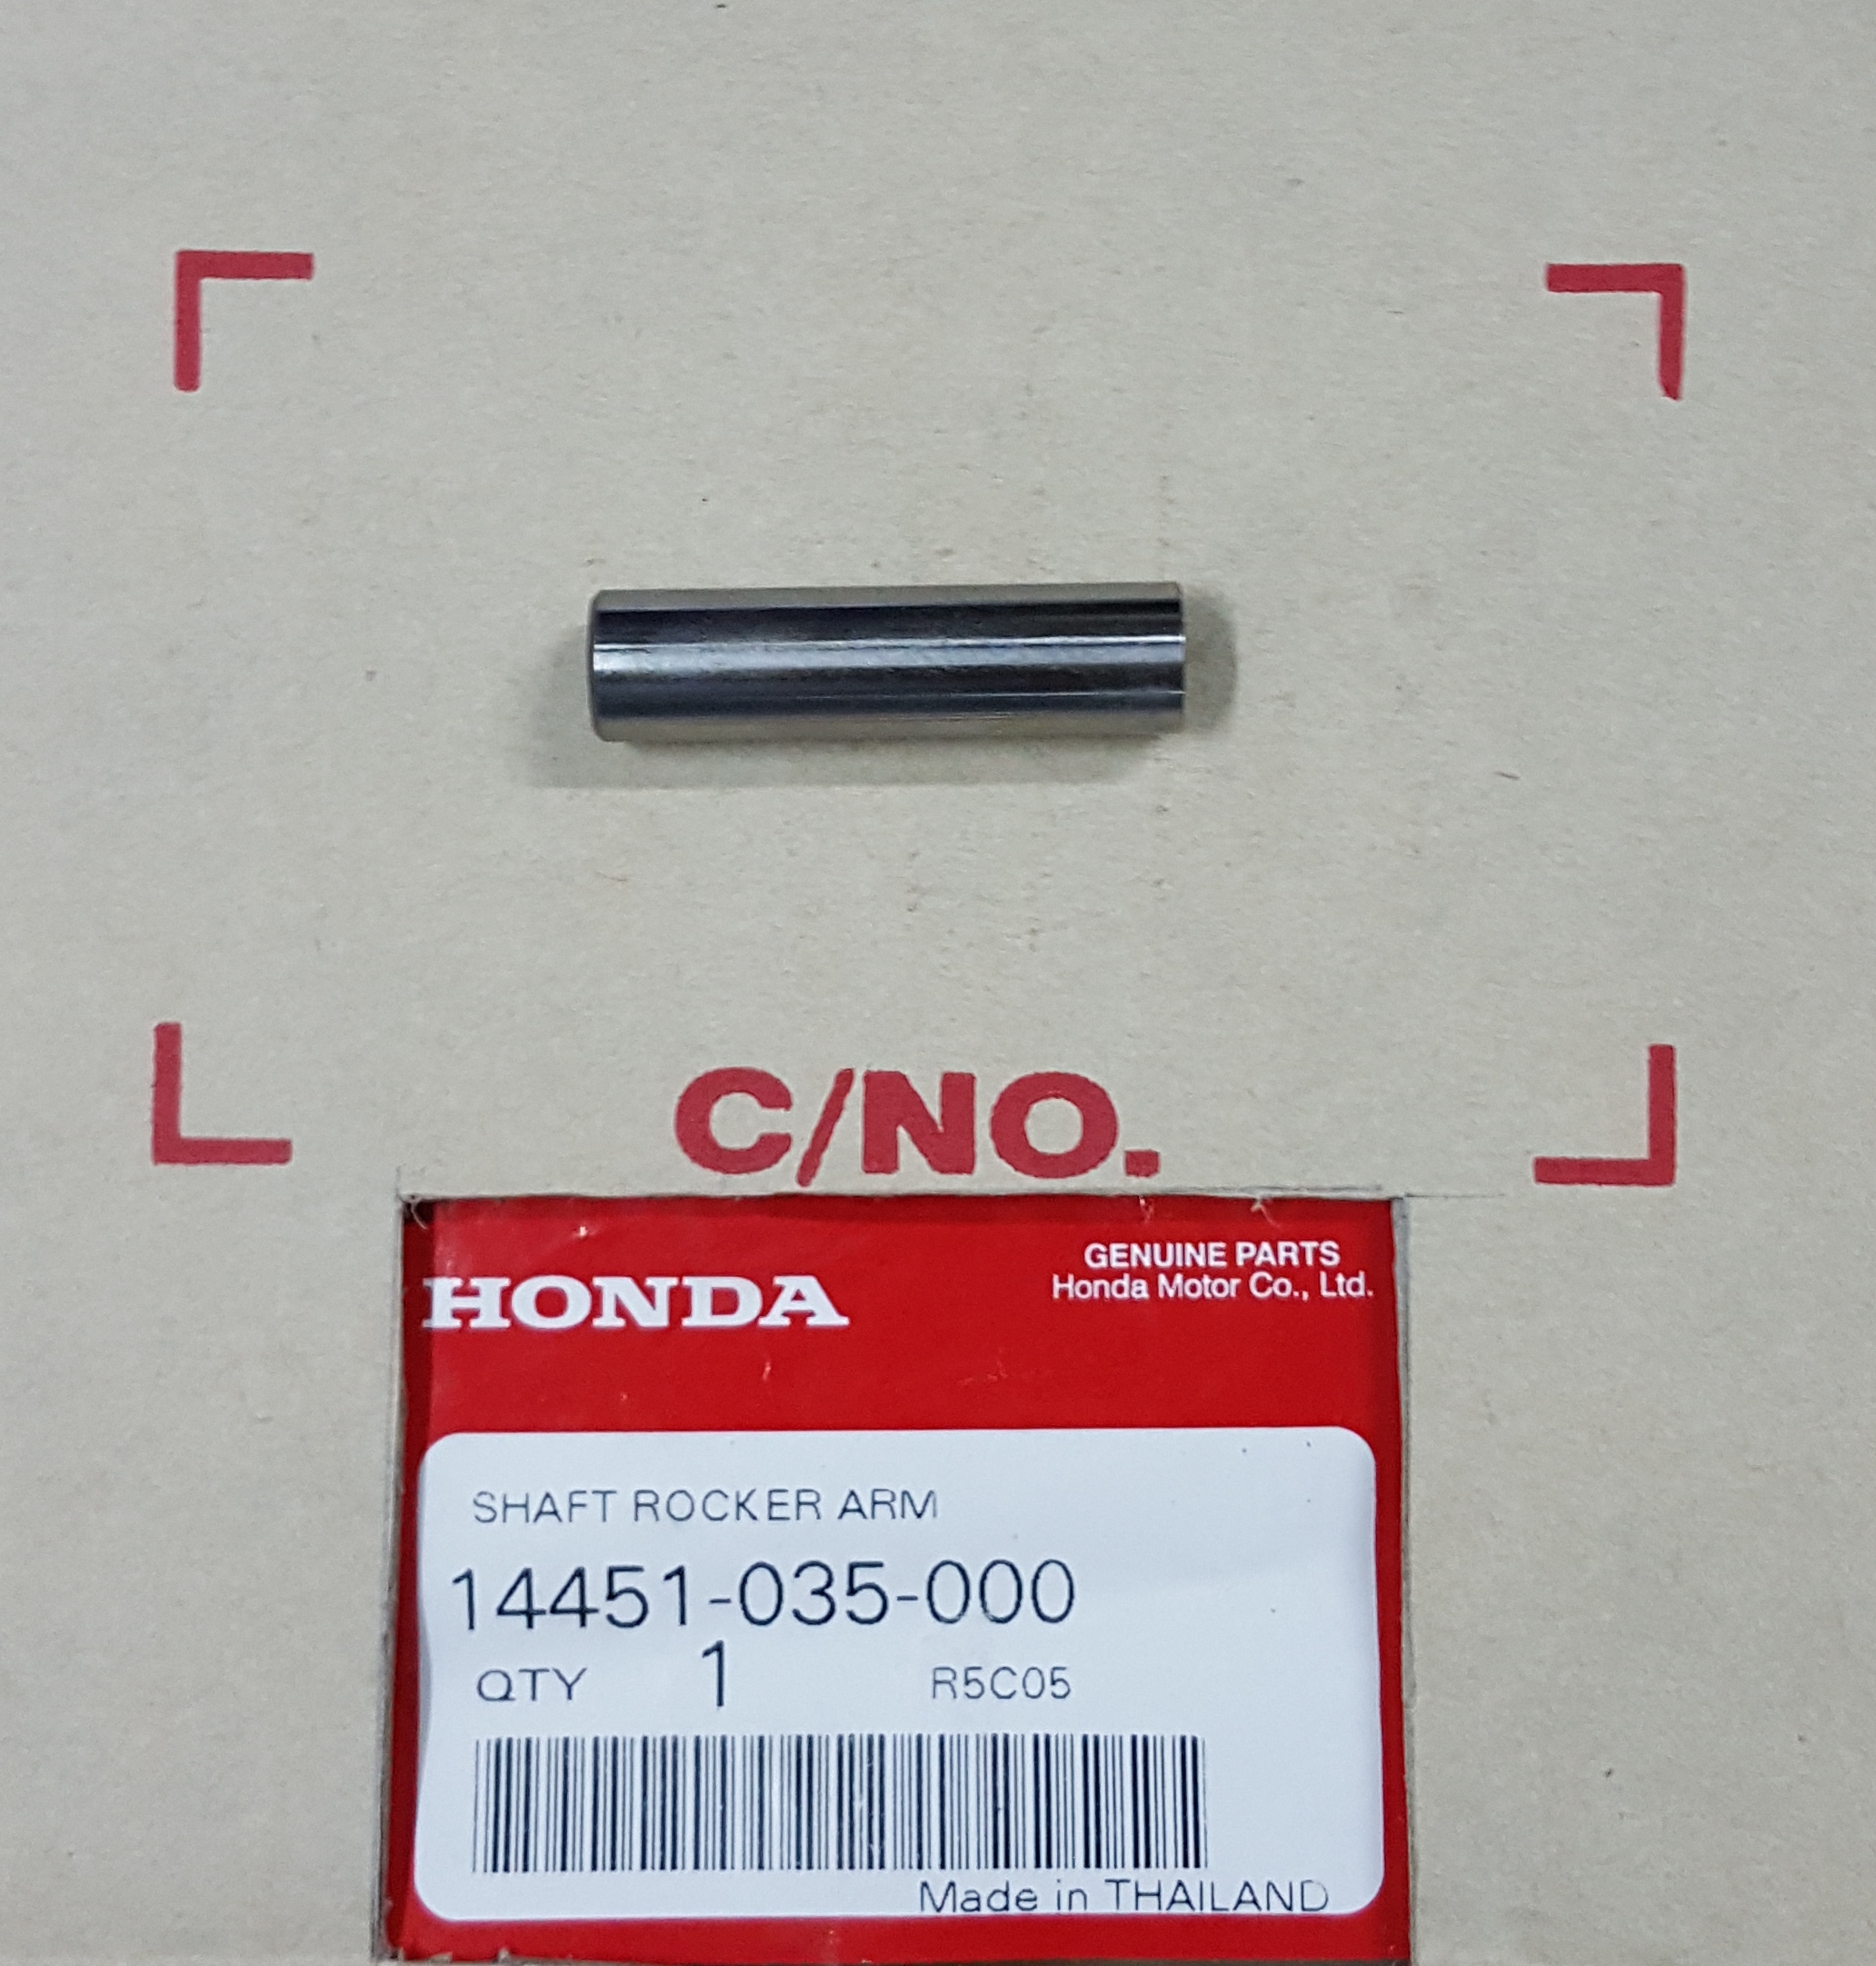 C/NO.
HONDA
GENUINE PARTS
Honda Motor Co., Ltd.
SHAFT ROCKER ARM
14451-035-000
QTY 1 R5C05
Made in THAILAND